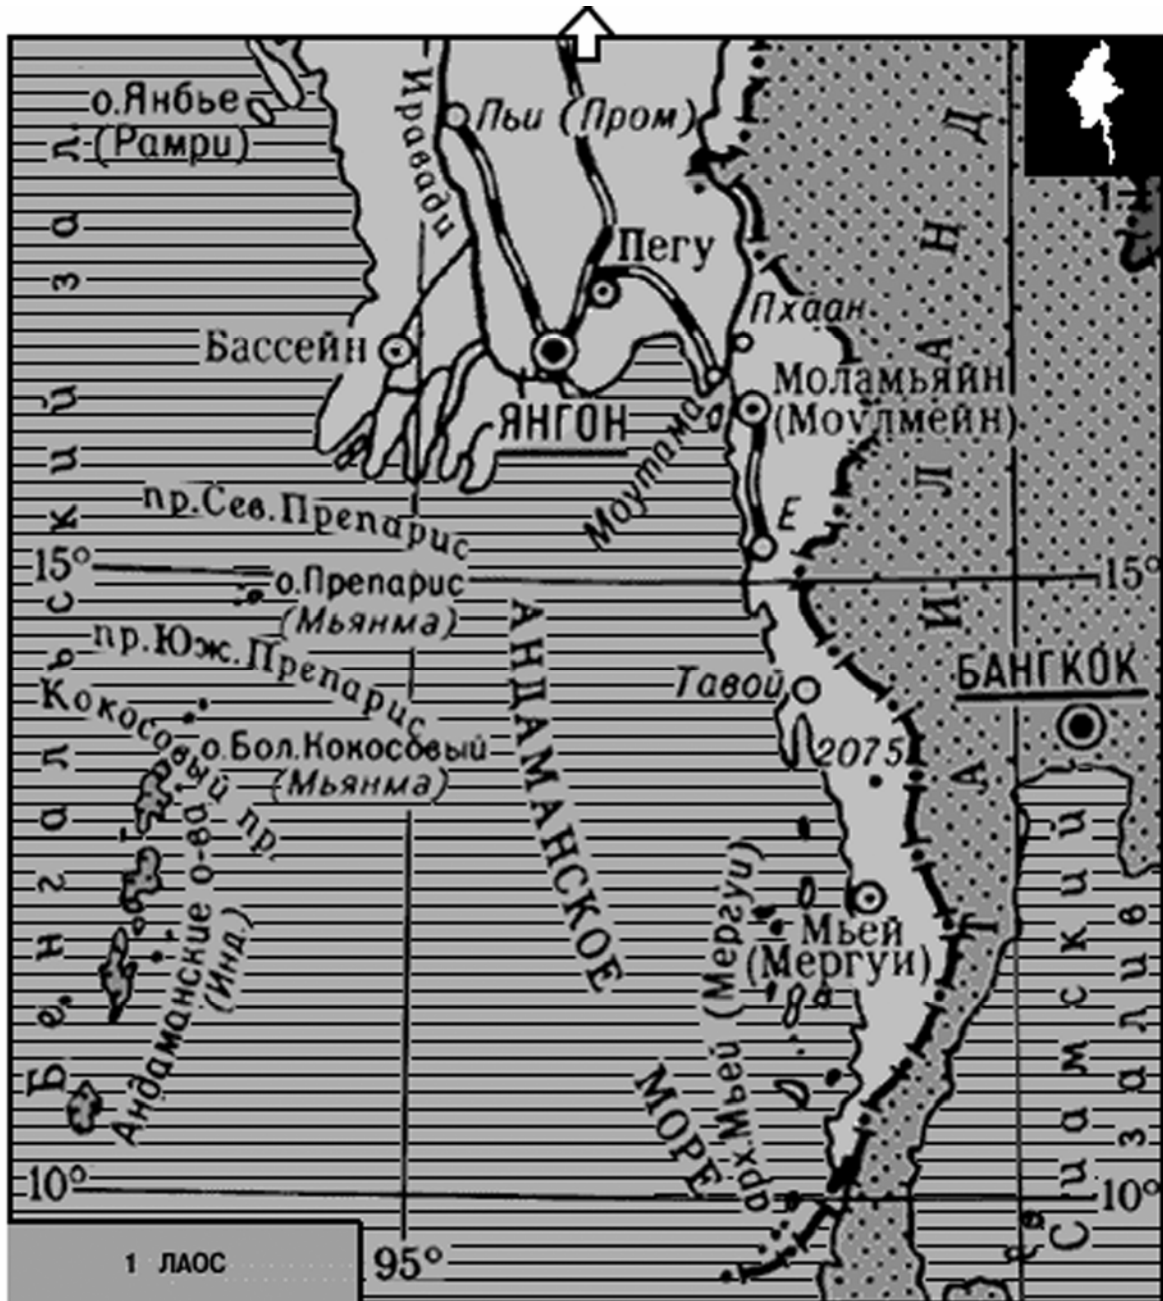 о.Янбье
(Рамри)
Иравади
Пьи (Пром)
Пегу
Пхаан
Бассейн
ЯНГОН
Моламьяйн
(Моулмейн)
Моутама
Е
пр.Сев.Препарис
15°
15°
о.Препарис
(Мьянма)
пр.Юж.Препарис
Тавой
БАНГКОК
Кокосовый пр.
о.Бол.Кокосовый
(Мьянма)
2075
АНДАМАНСКОЕ
МОРЕ
Андаманские о-ва
(Инд.)
Мьей
(Мергуи)
арх.Мьей (Мергуи)
Бенгальский зал.
ТАИЛАНД
Сиамский
залив
1
10°
10°
95°
1 ЛАОС